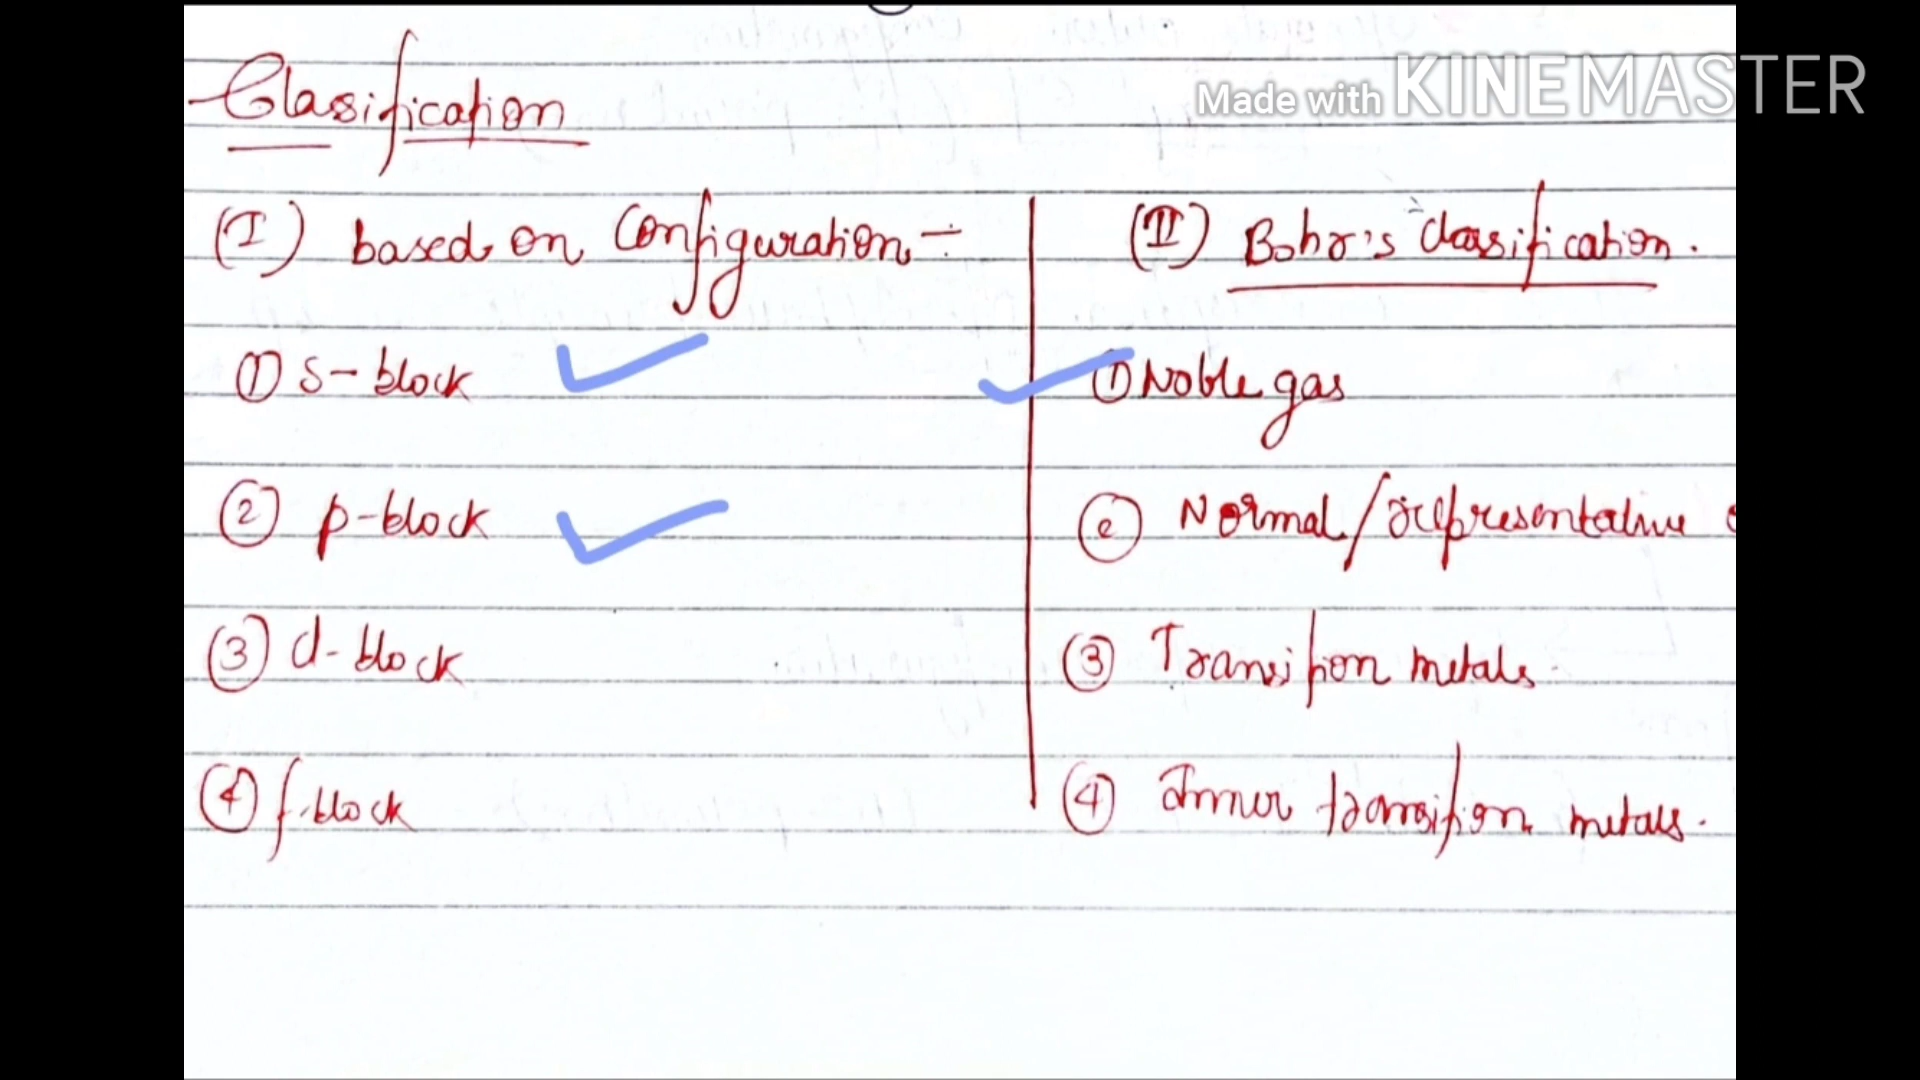 Classification
Made with KINEMASTER
(I) based on Configuration :-
① s-block
② p-block
③ d-block
④ f-block
(II) Bohr's classification.
① Noble gas
② Normal/representative
③ Transition metals.
④ Inner transition metals.